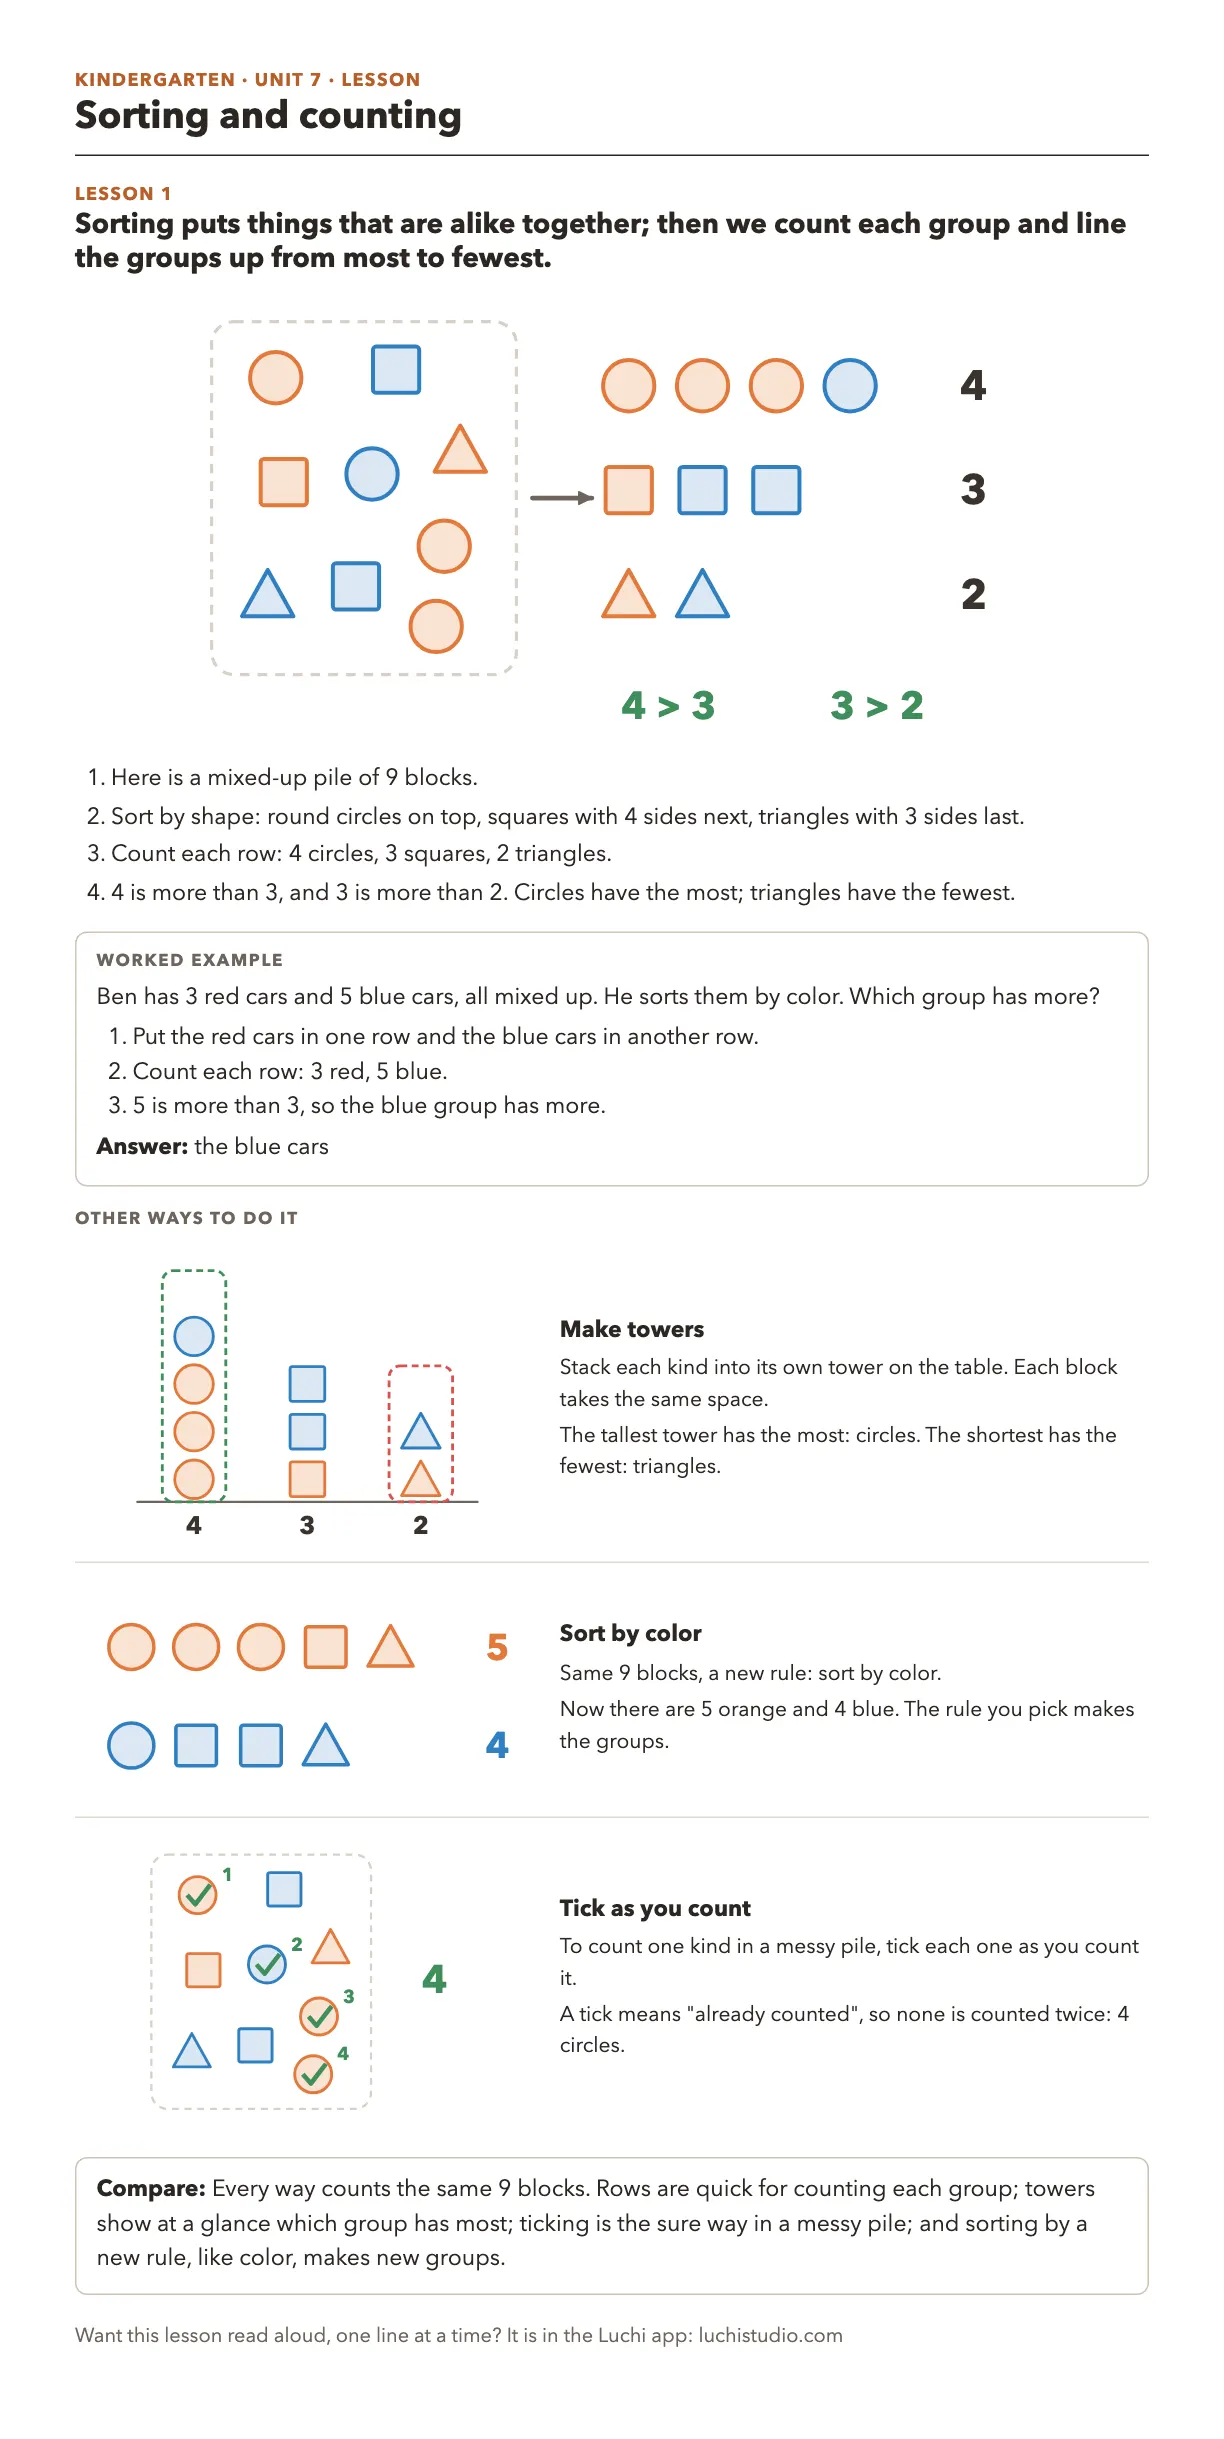 KINDERGARTEN · UNIT 7 · LESSON
Sorting and counting
LESSON 1
Sorting puts things that are alike together; then we count each group and line
the groups up from most to fewest.
4
3
2
4 > 3 3 > 2
1. Here is a mixed-up pile of 9 blocks.
2. Sort by shape: round circles on top, squares with 4 sides next, triangles with 3 sides last.
3. Count each row: 4 circles, 3 squares, 2 triangles.
4. 4 is more than 3, and 3 is more than 2. Circles have the most; triangles have the fewest.
WORKED EXAMPLE
Ben has 3 red cars and 5 blue cars, all mixed up. He sorts them by color. Which group has more?
1. Put the red cars in one row and the blue cars in another row.
2. Count each row: 3 red, 5 blue.
3. 5 is more than 3, so the blue group has more.
Answer: the blue cars
OTHER WAYS TO DO IT
4 3 2
Make towers
Stack each kind into its own tower on the table. Each block
takes the same space.
The tallest tower has the most: circles. The shortest has the
fewest: triangles.
5
4
Sort by color
Same 9 blocks, a new rule: sort by color.
Now there are 5 orange and 4 blue. The rule you pick makes
the groups.
1
2
3
4
4
Tick as you count
To count one kind in a messy pile, tick each one as you count
it.
A tick means "already counted", so none is counted twice: 4
circles.
Compare: Every way counts the same 9 blocks. Rows are quick for counting each group; towers
show at a glance which group has most; ticking is the sure way in a messy pile; and sorting by a
new rule, like color, makes new groups.
Want this lesson read aloud, one line at a time? It is in the Luchi app: luchistudio.com